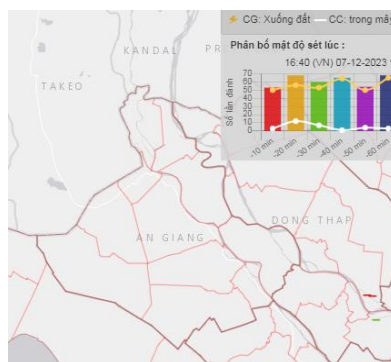 CG: Xuống đất CC: trong mây
Phân bố mật độ sét lúc :
16:40 (VN) 07-12-2023
Số lần đánh
70
60
50
40
30
20
10
0
-10 min
-20 min
-30 min
-40 min
-50 min
-60 min
KANDAL
PR
TAKEO
DONG THAP
AN GIANG